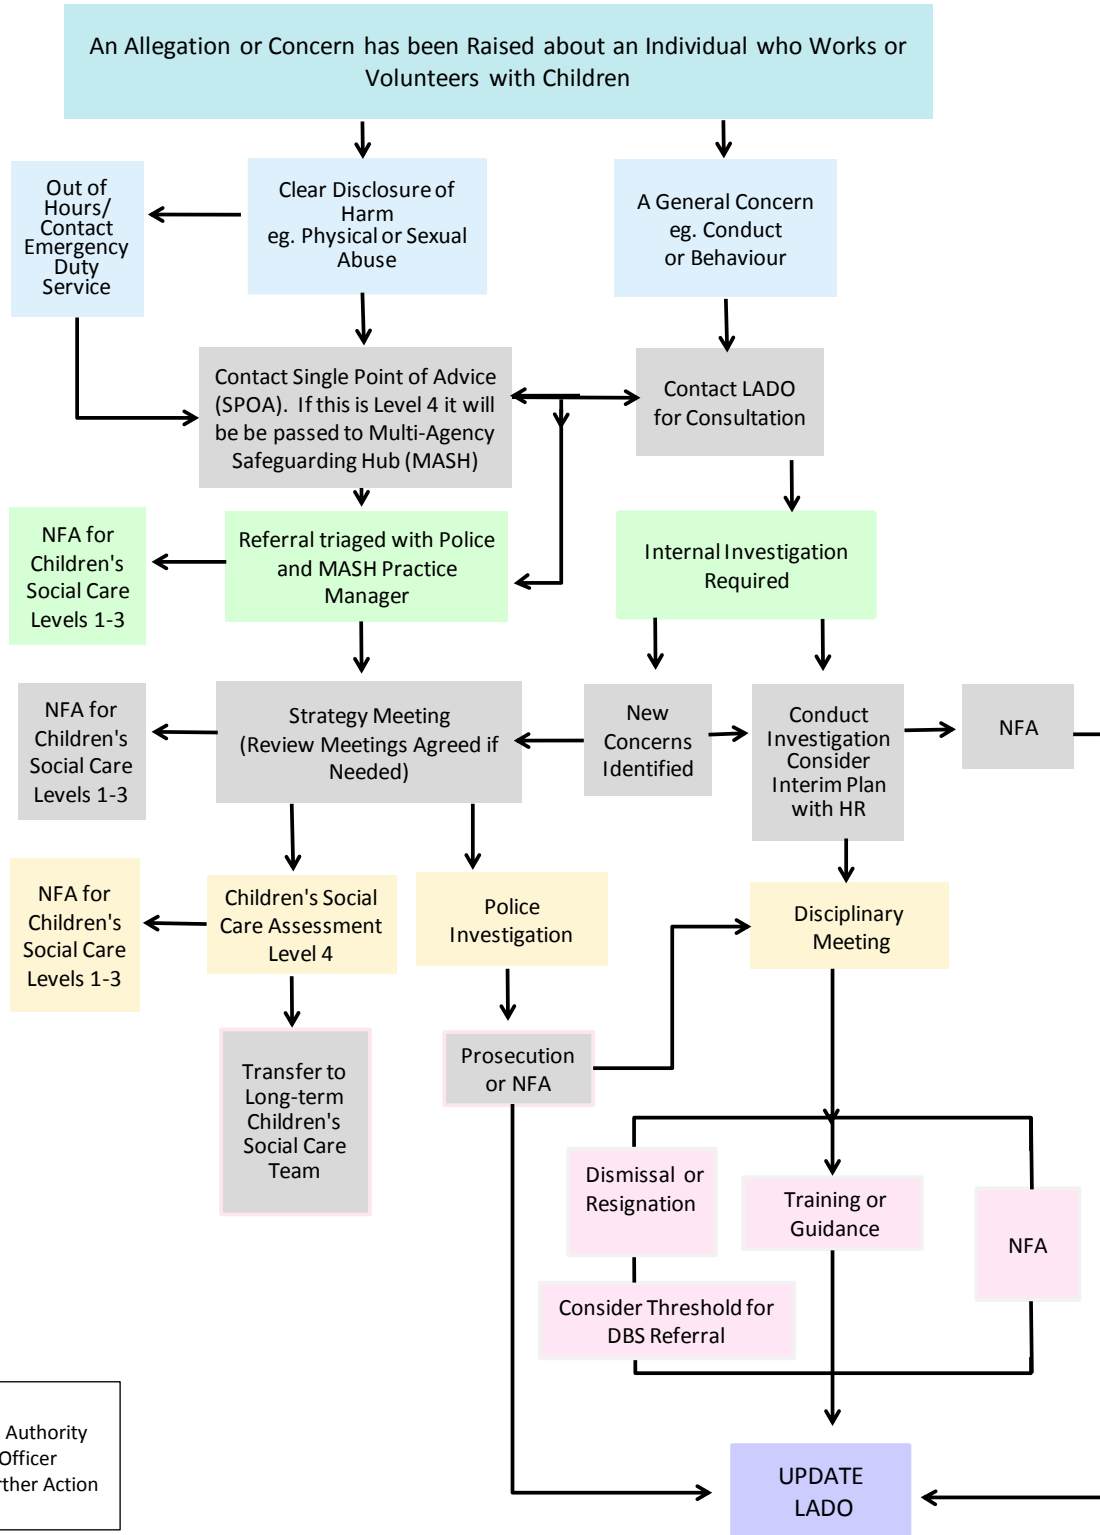 An Allegation or Concern has been Raised about an Individual who Works or
Volunteers with Children
Out of
Hours/
Contact
Emergency
Duty
Service
Clear Disclosure of
Harm
eg. Physical or Sexual
Abuse
A General Concern
eg. Conduct
or Behaviour
Contact Single Point of Advice
(SPOA). If this is Level 4 it will
be be passed to Multi-Agency
Safeguarding Hub (MASH)
Contact LADO
for Consultation
NFA for
Children's
Social Care
Levels 1-3
Referral triaged with Police
and MASH Practice
Manager
Internal Investigation
Required
NFA for
Children's
Social Care
Levels 1-3
Strategy Meeting
(Review Meetings Agreed if
Needed)
New
Concerns
Identified
Conduct
Investigation
Consider
Interim Plan
with HR
NFA
NFA for
Children's
Social Care
Levels 1-3
Children's Social
Care Assessment
Level 4
Police
Investigation
Disciplinary
Meeting
Transfer to
Long-term
Children's
Social Care
Team
Prosecution
or NFA
Dismissal or
Resignation
Training or
Guidance
NFA
Consider Threshold for
DBS Referral
Authority
Officer
rther Action
UPDATE
LADO